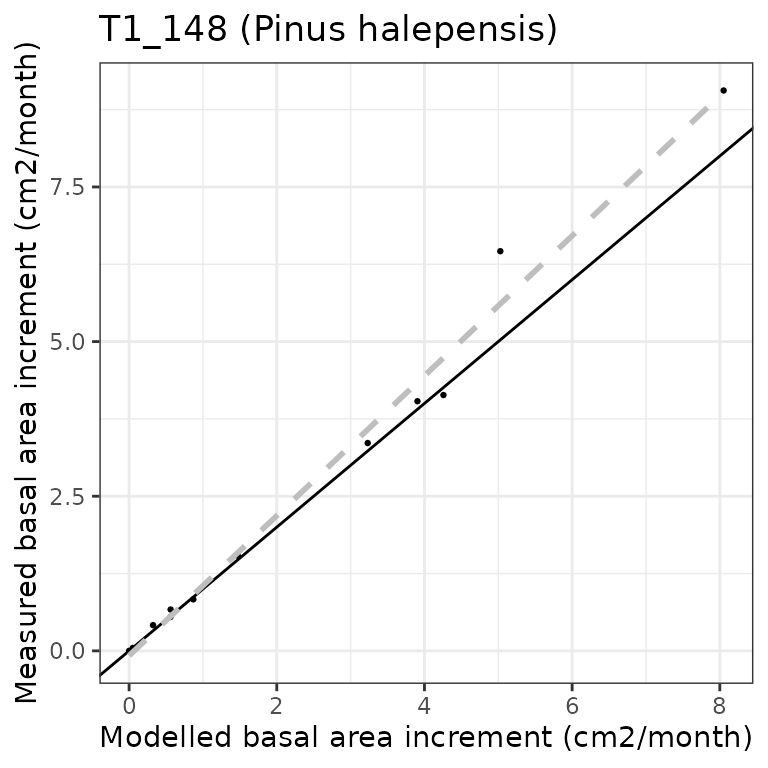 T1_148 (Pinus halepensis)
Measured basal area increment (cm2/month)
7.5
5.0
2.5
0.0
0 2 4 6 8
Modelled basal area increment (cm2/month)